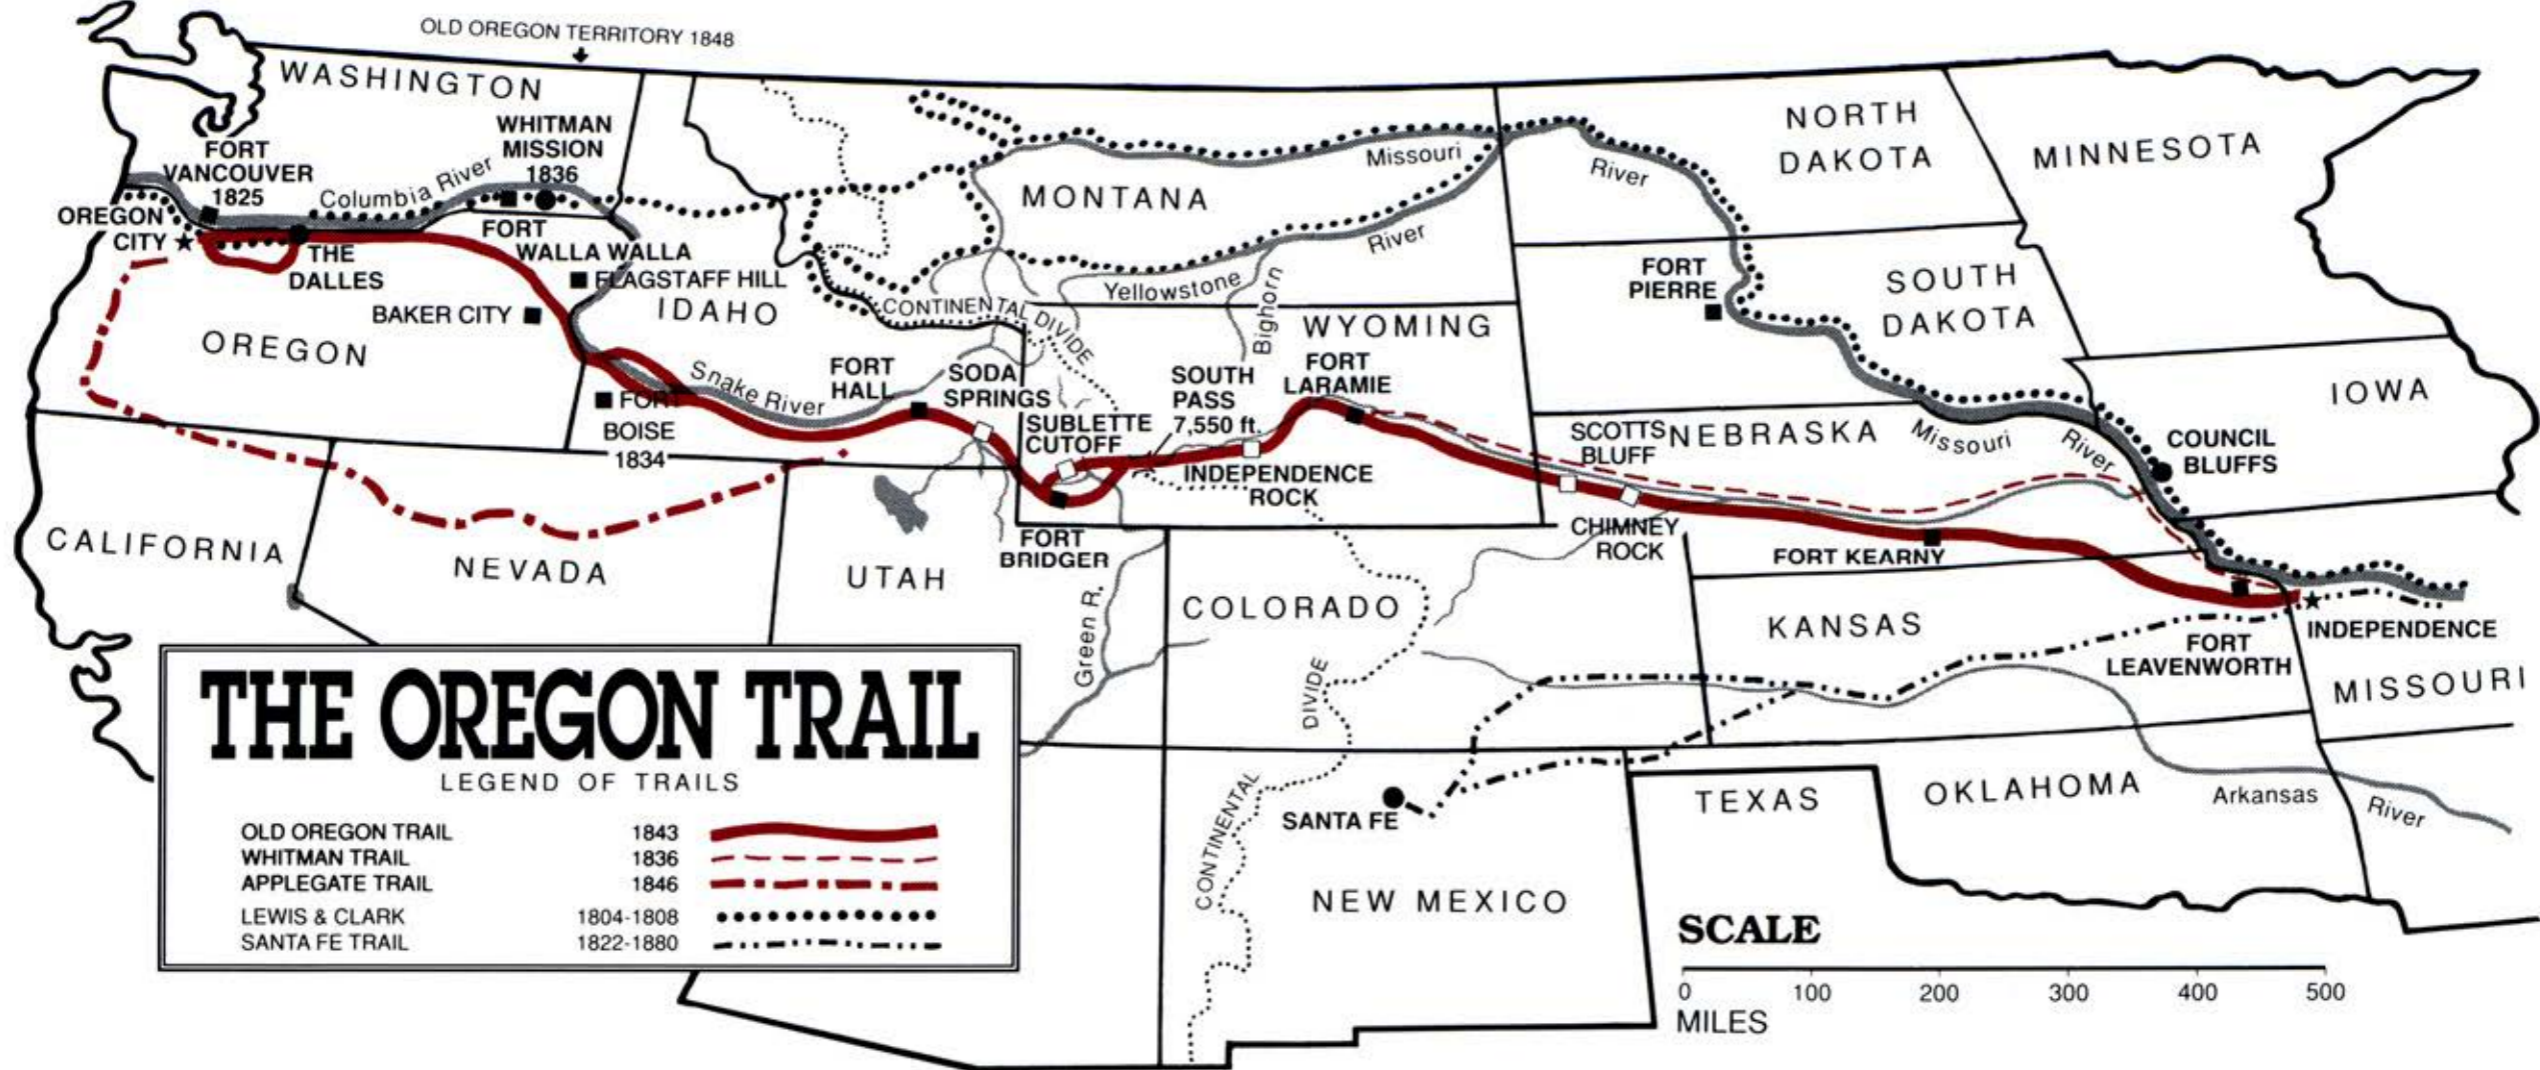 OLD OREGON TERRITORY 1848
WASHINGTON
NORTH
DAKOTA
MINNESOTA
WHITMAN
MISSION
1836
FORT
VANCOUVER
1825
Columbia River
Missouri
River
MONTANA
OREGON
CITY
FORT
WALLA WALLA
THE
DALLES
FLAGSTAFF HILL
BAKER CITY
IDAHO
OREGON
CONTINENTAL DIVIDE
Yellowstone
River
Bighorn
WYOMING
FORT
PIERRE
SOUTH
DAKOTA
IOWA
Snake River
FORT
HALL
SODA
SPRINGS
SOUTH
PASS
7,550 ft.
FORT
LARAMIE
FORT
BOISE
1834
SUBLETTE
CUTOFF
INDEPENDENCE
ROCK
SCOTTS
BLUFF
NEBRASKA
Missouri
River
COUNCIL
BLUFFS
CALIFORNIA
NEVADA
UTAH
FORT
BRIDGER
CHIMNEY
ROCK
FORT KEARNY
Green R.
COLORADO
KANSAS
FORT
LEAVENWORTH
INDEPENDENCE
MISSOURI
CONTINENTAL
DIVIDE
SANTA FE
NEW MEXICO
TEXAS
OKLAHOMA
Arkansas
River
THE OREGON TRAIL
LEGEND OF TRAILS
OLD OREGON TRAIL 1843
WHITMAN TRAIL 1836
APPLEGATE TRAIL 1846
LEWIS & CLARK 1804-1808
SANTA FE TRAIL 1822-1880
SCALE
0 100 200 300 400 500
MILES